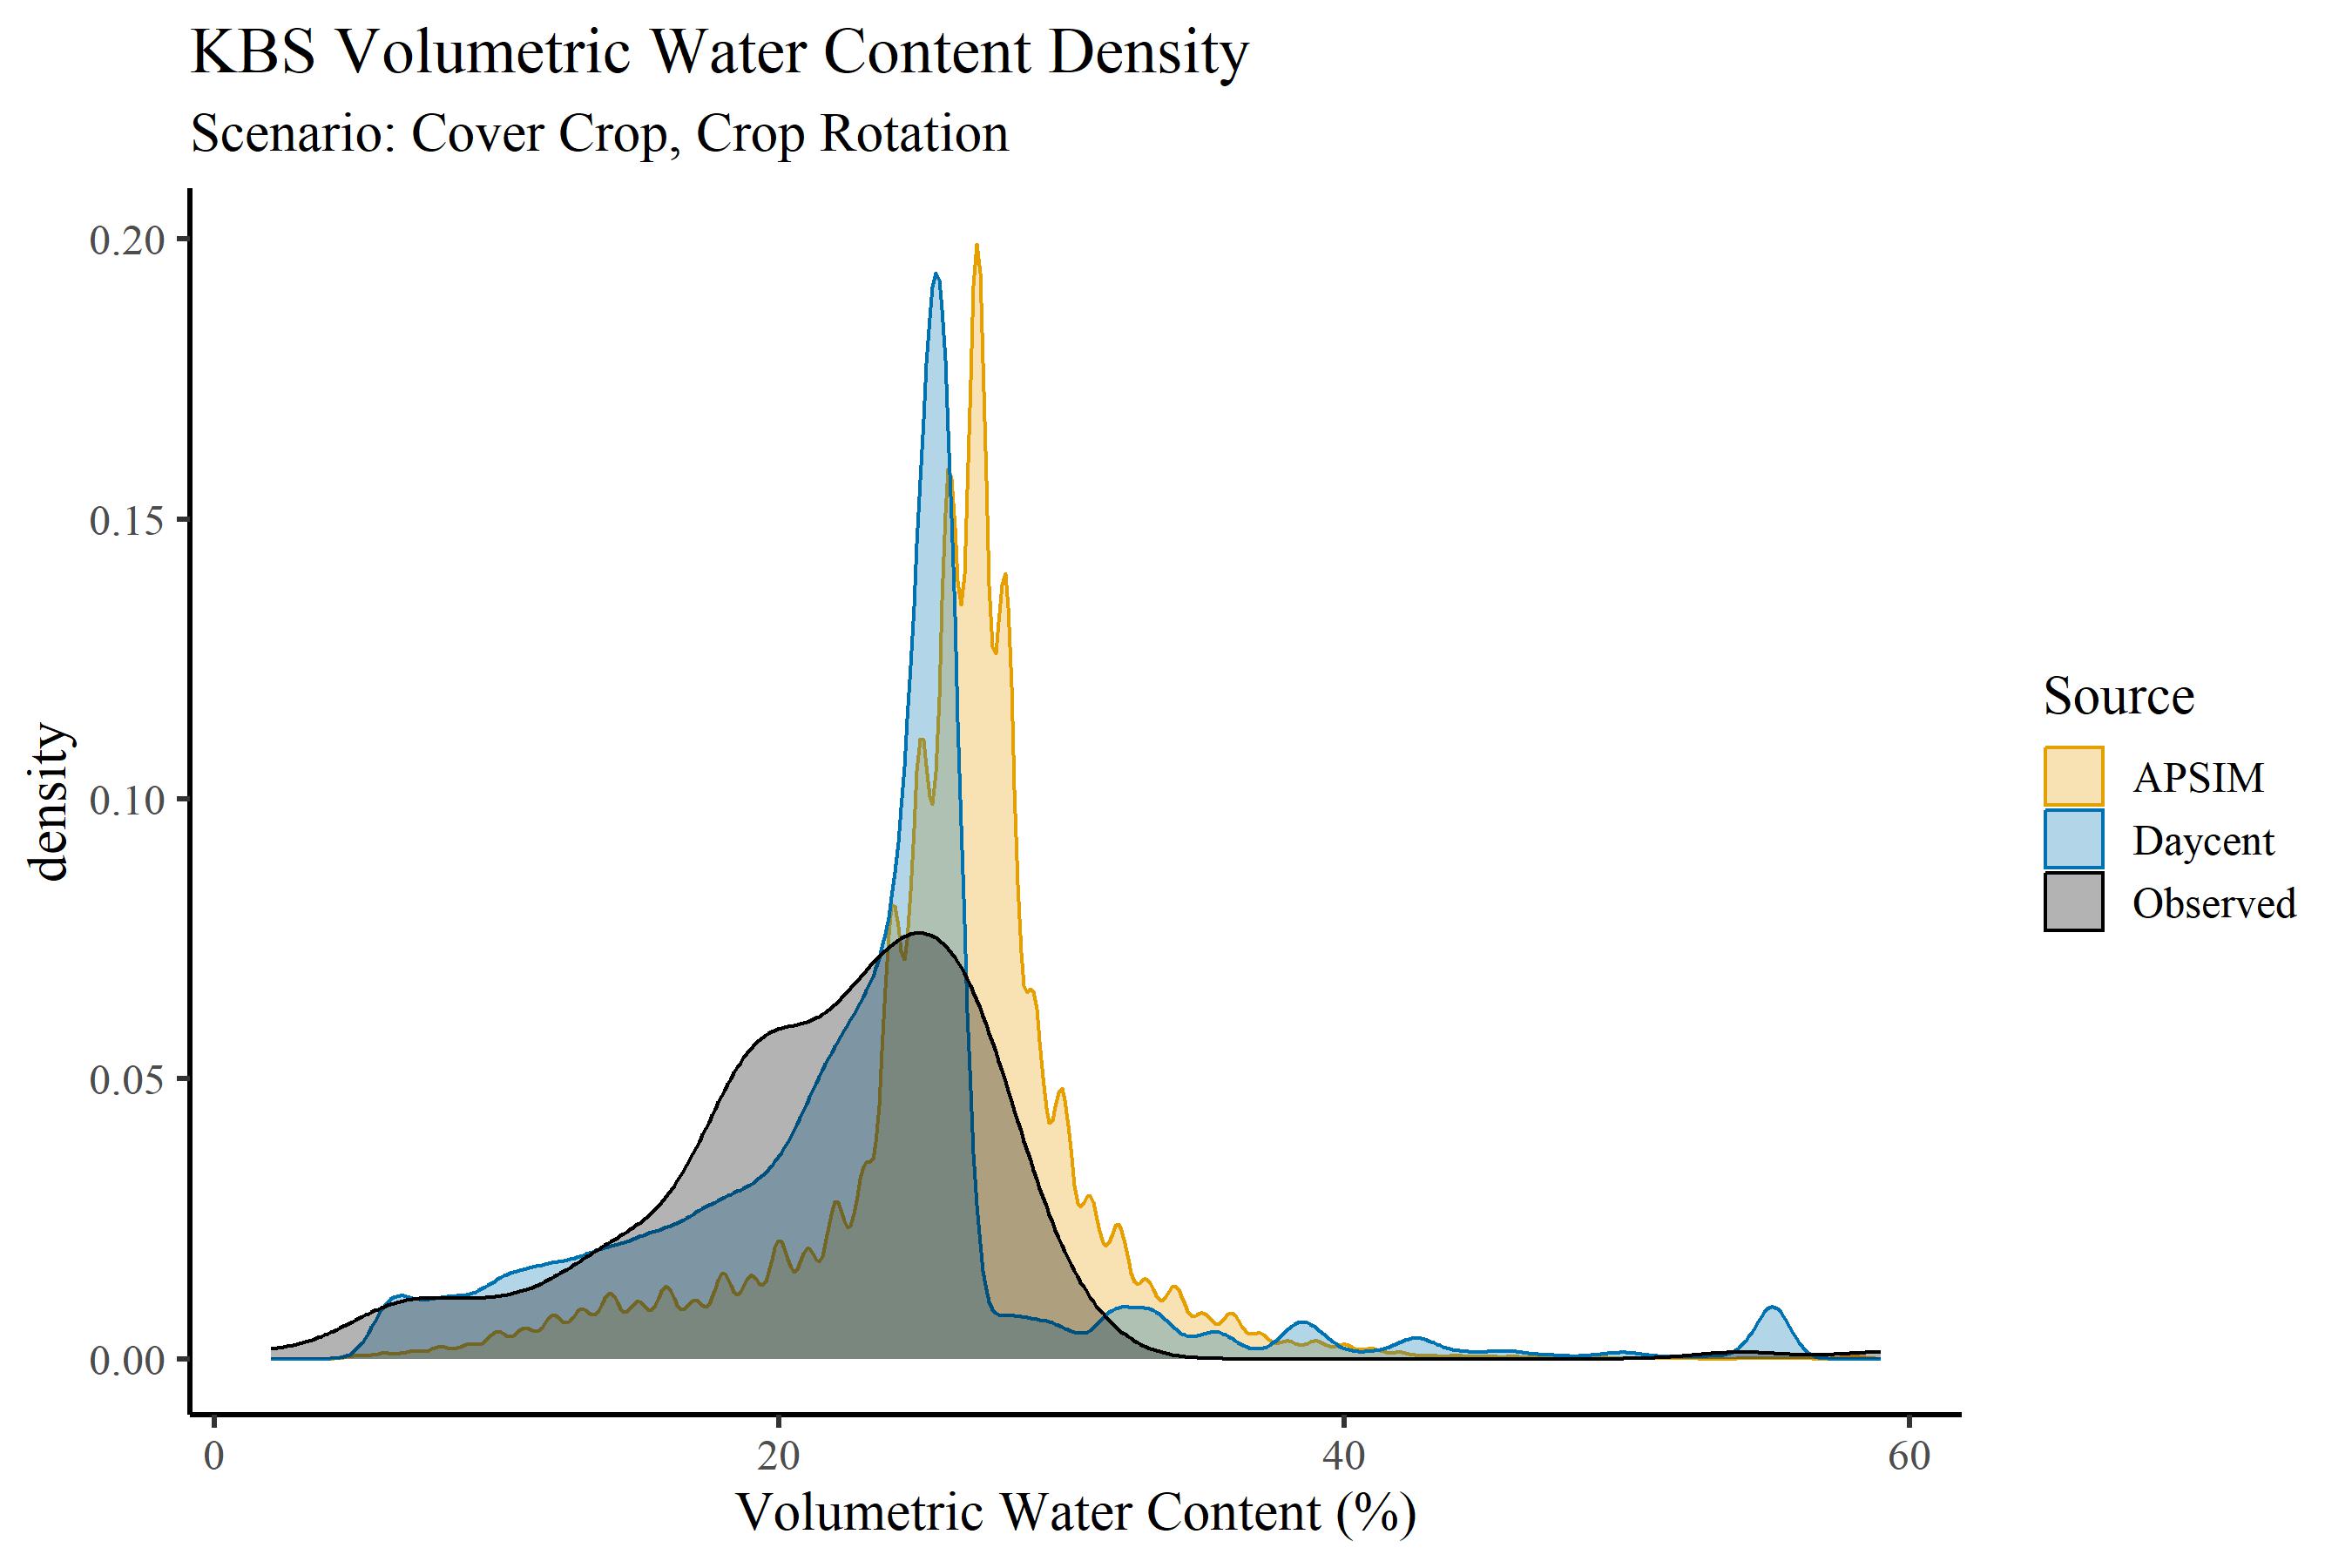 KBS Volumetric Water Content Density
Scenario: Cover Crop, Crop Rotation
density
0.20
0.15
0.10
0.05
0.00
0
20
40
60
Volumetric Water Content (%)
Source
APSIM
Daycent
Observed